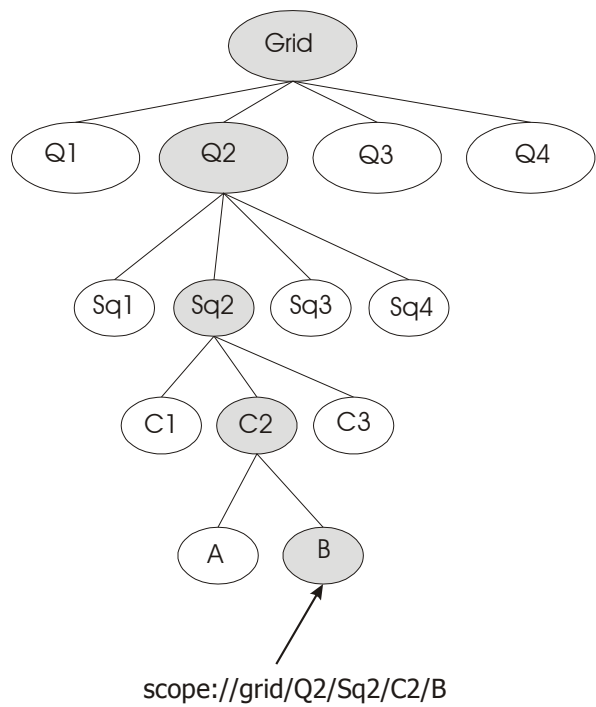 Grid
Q1 Q2 Q3 Q4
Sq1 Sq2 Sq3 Sq4
C1 C2 C3
A B
scope://grid/Q2/Sq2/C2/B